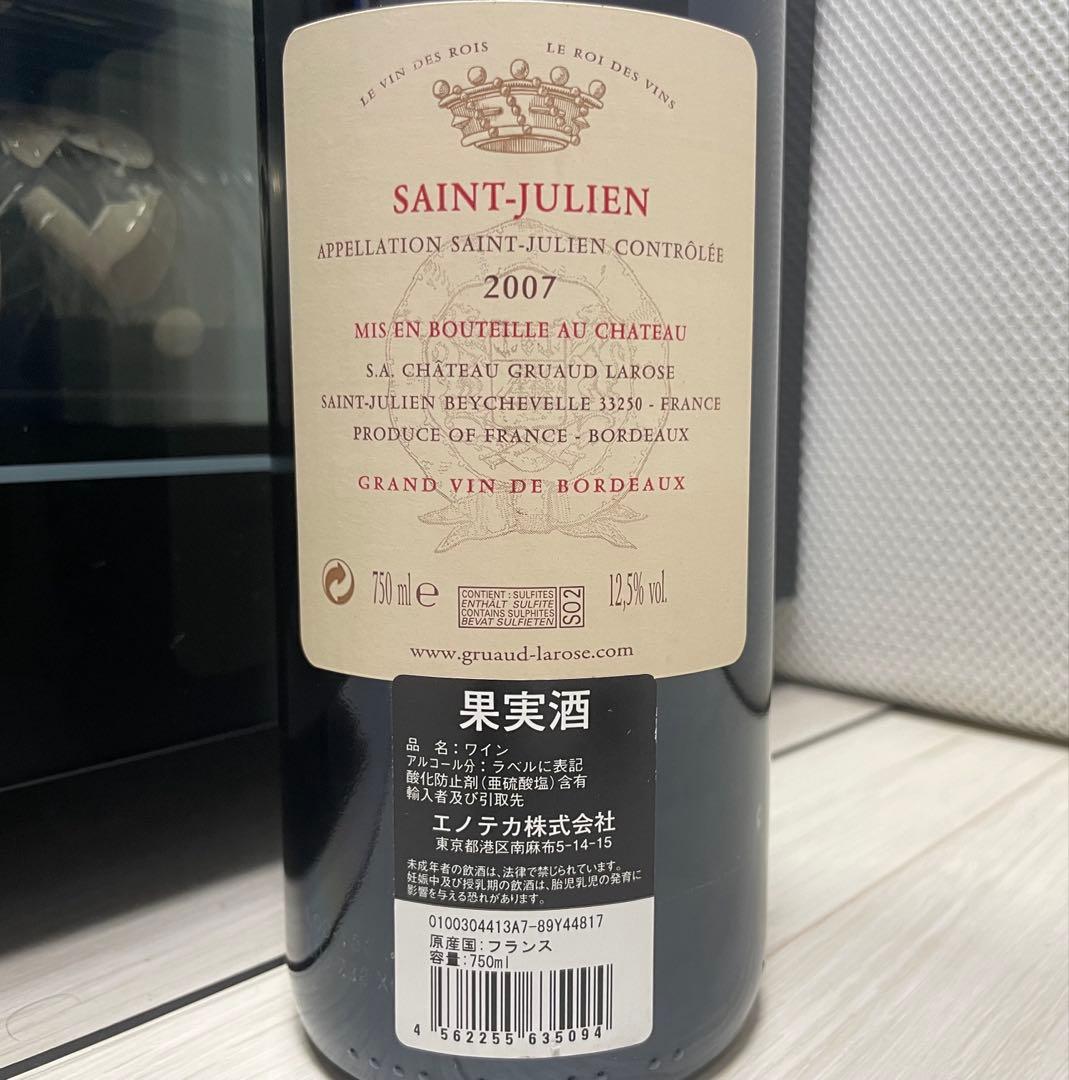 LE VIN DES ROIS LE ROI DES VINS
SAINT-JULIEN
APPELLATION SAINT-JULIEN CONTRÔLÉE
2007
MIS EN BOUTEILLE AU CHATEAU
S.A. CHÂTEAU GRUAUD LAROSE
SAINT-JULIEN BEYCHEVELLE 33250 - FRANCE
PRODUCE OF FRANCE - BORDEAUX
GRAND VIN DE BORDEAUX
750 ml e
CONTIENT : SULFITES
ENTHÄLT SULFITE
CONTAINS SULPHITES
BEVAT SULFIETEN
SO2
12,5% vol.
www.gruaud-larose.com
果実酒
品 名：ワイン
アルコール分：ラベルに表記
酸化防止剤(亜硫酸塩)含有
輸入者及び引取先
エノテカ株式会社
東京都港区南麻布5-14-15
未成年者の飲酒は、法律で禁じられています。
妊娠中及び授乳期の飲酒は、胎児乳児の発育に
影響を与える恐れがあります。
0100304413A7-89Y44817
原産国:フランス
容量:750ml
4 562255 635094